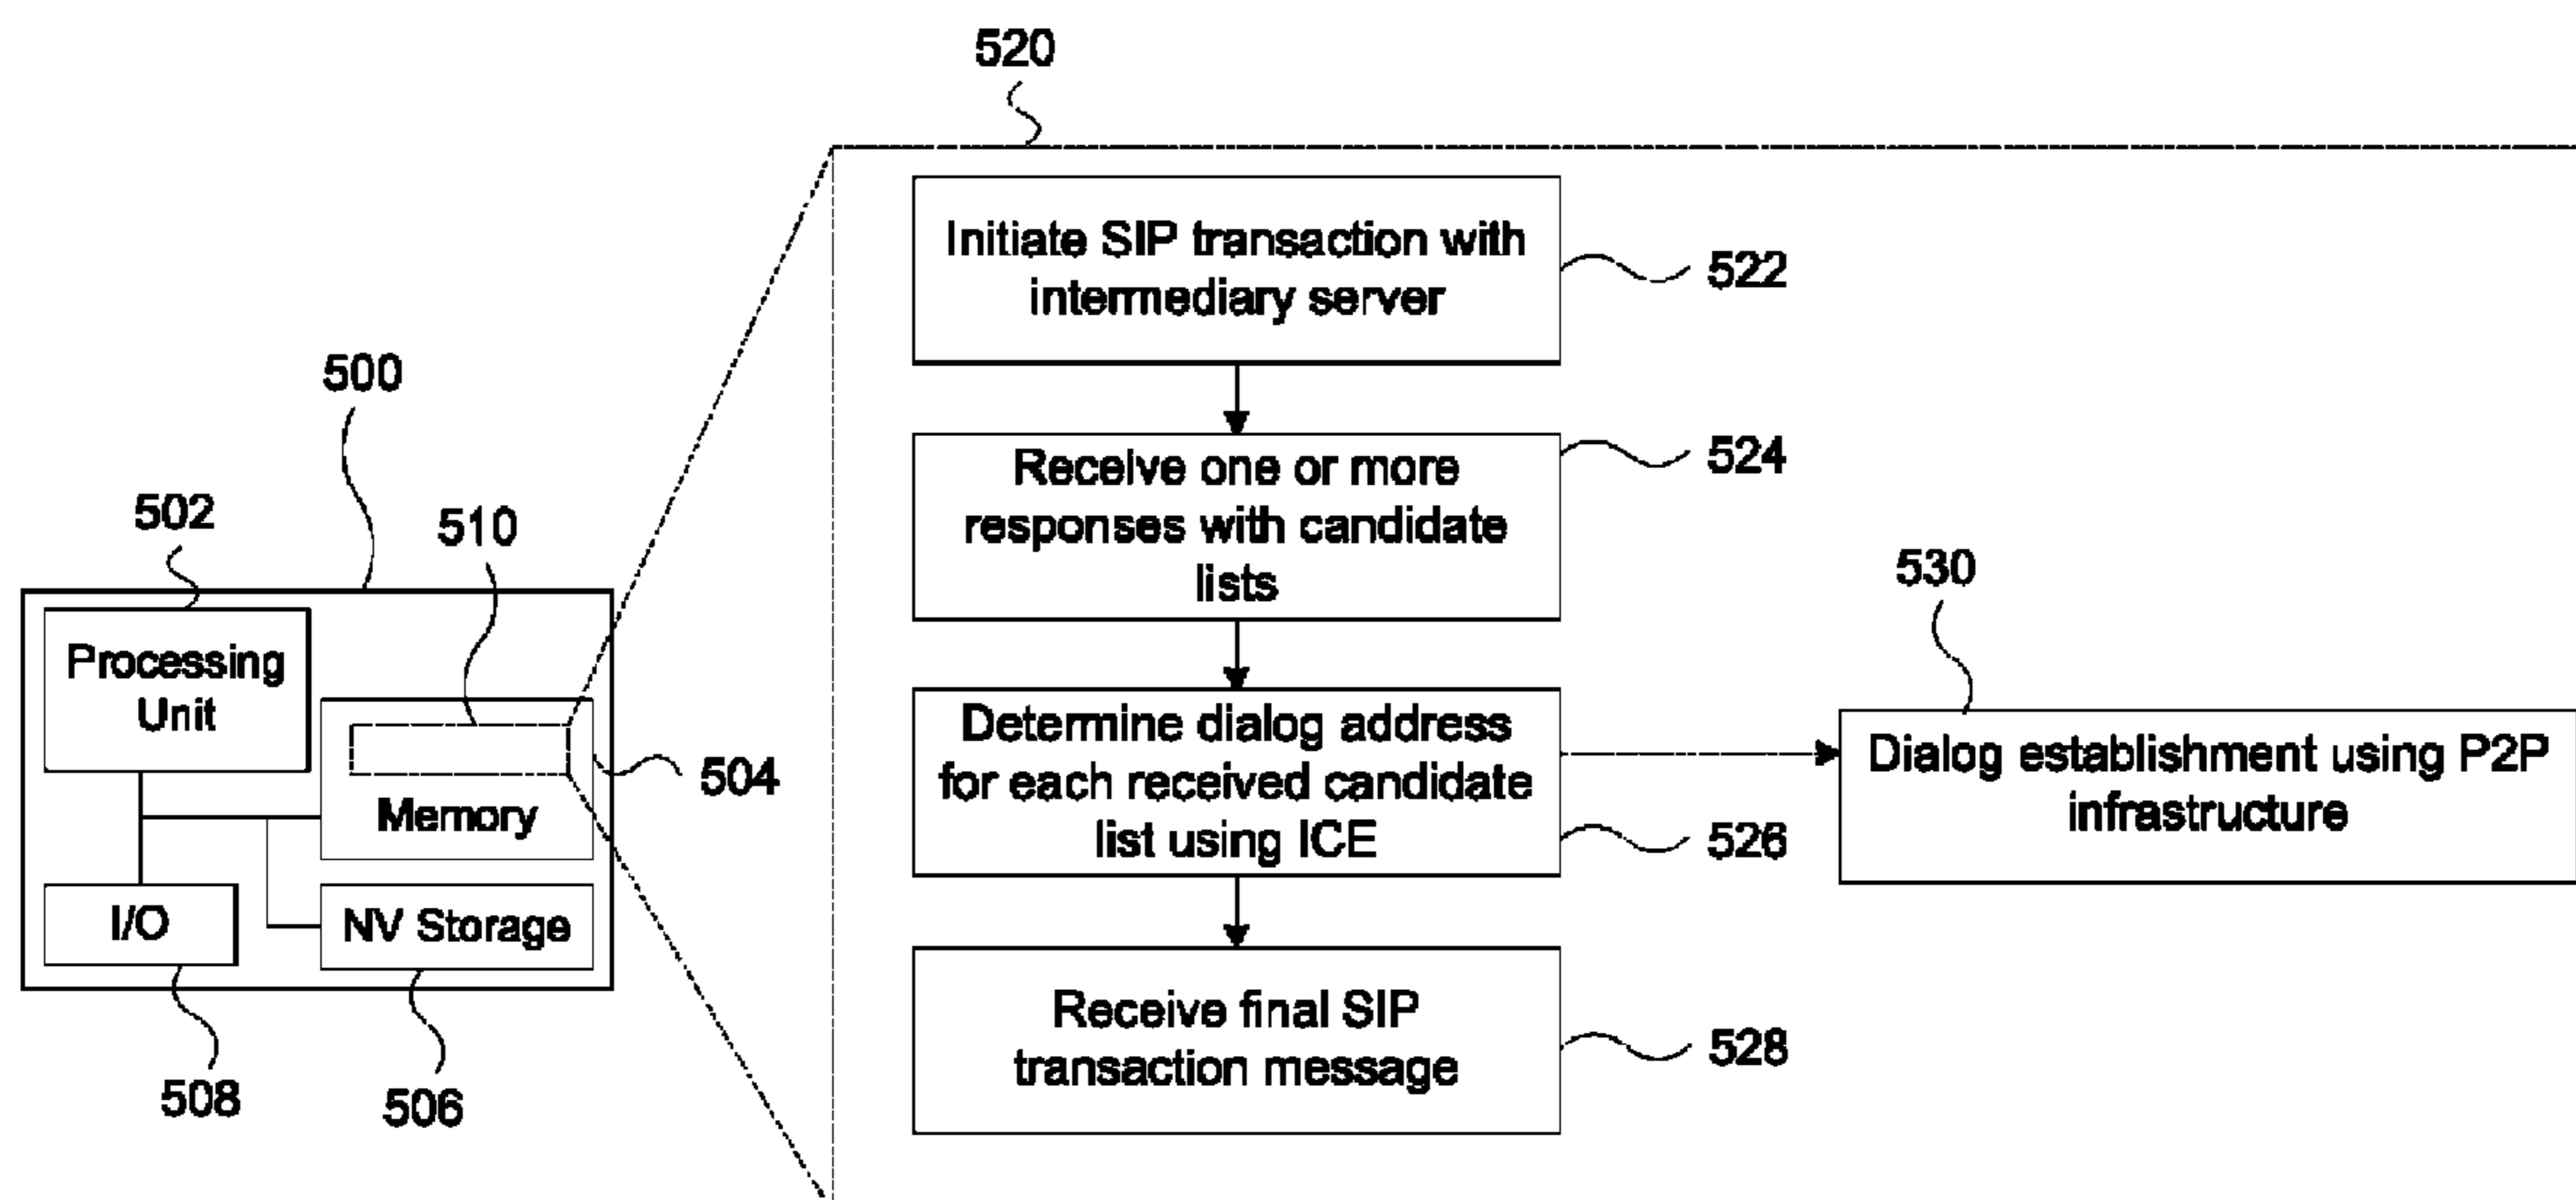 520
Initiate SIP transaction with
intermediary server
522
500
Receive one or more
responses with candidate
lists
524
502
510
530
Processing
Unit
Determine dialog address
for each received candidate
list using ICE
526
Dialog establishment using P2P
infrastructure
504
Memory
I/O
NV Storage
Receive final SIP
transaction message
528
508
506